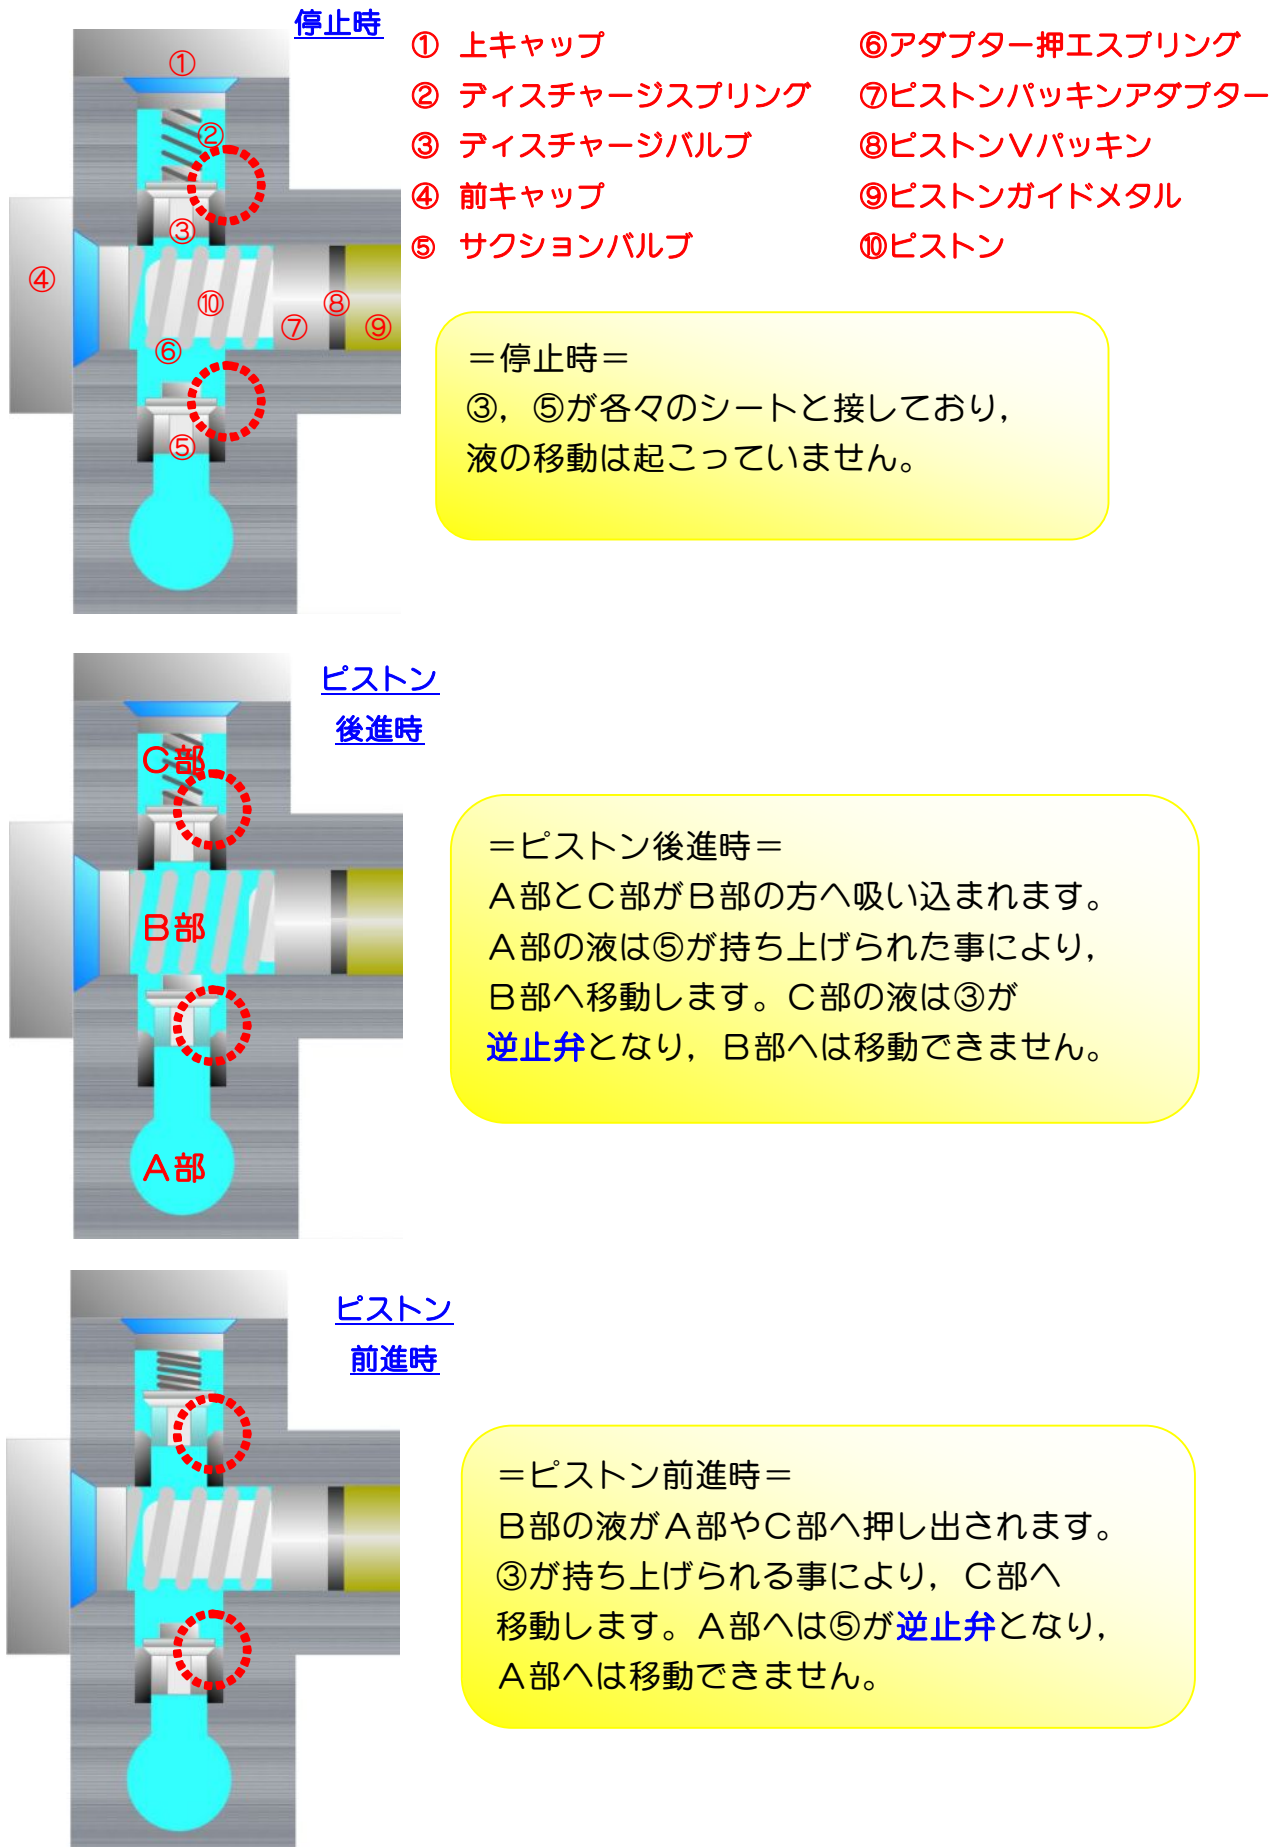 停止時
① 上キャップ
② ディスチャージスプリング
③ ディスチャージバルブ
④ 前キャップ
⑤ サクションバルブ
⑥アダプター押エスプリング
⑦ピストンパッキンアダプター
⑧ピストンVパッキン
⑨ピストンガイドメタル
⑩ピストン
①
②
③
④
⑩
⑧
⑦
⑨
⑥
⑤
＝停止時＝
③，⑤が各々のシートと接しており，
液の移動は起こっていません。
ピストン
後進時
C部
B部
A部
＝ピストン後進時＝
A部とC部がB部の方へ吸い込まれます。
A部の液は⑤が持ち上げられた事により，
B部へ移動します。C部の液は③が
逆止弁となり，B部へは移動できません。
ピストン
前進時
＝ピストン前進時＝
B部の液がA部やC部へ押し出されます。
③が持ち上げられる事により，C部へ
移動します。A部へは⑤が逆止弁となり，
A部へは移動できません。